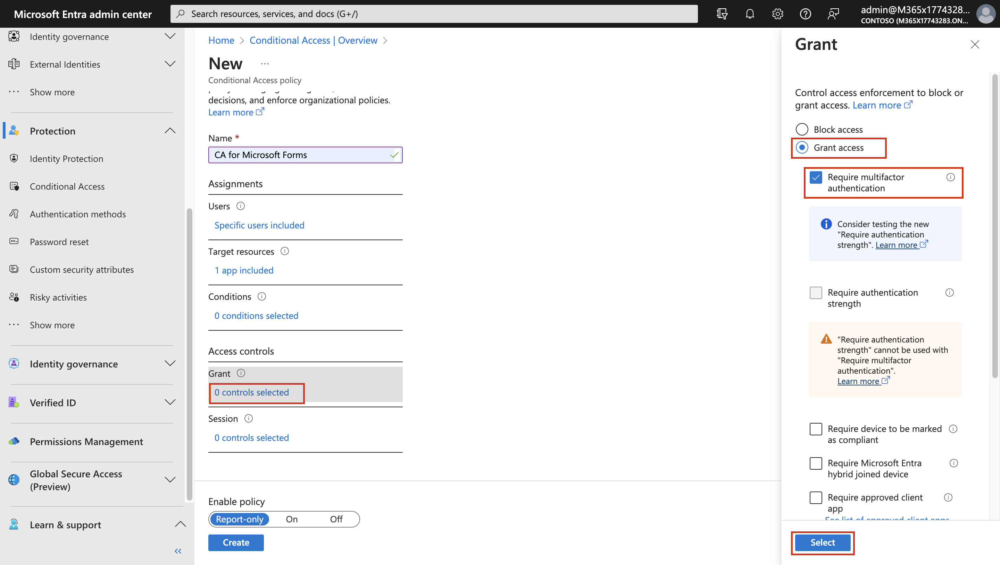 Microsoft Entra admin center
Search resources, services, and docs (G+/)
admin@M365x1774328...
CONTOSO (M365X17743283.ON...
Identity governance
External Identities
Show more
Protection
Identity Protection
Conditional Access
Authentication methods
Password reset
Custom security attributes
Risky activities
Show more
Identity governance
Verified ID
Permissions Management
Global Secure Access
(Preview)
Learn & support
Home
Conditional Access | Overview
New
...
Conditional Access policy
decisions, and enforce organizational policies.
Learn more
Name *
CA for Microsoft Forms
Assignments
Users
Specific users included
Target resources
1 app included
Conditions
0 conditions selected
Access controls
Grant
0 controls selected
Session
0 controls selected
Enable policy
Report-only On Off
Create
Grant
Control access enforcement to block or
grant access. Learn more
Block access
Grant access
Require multifactor
authentication
Consider testing the new
"Require authentication
strength". Learn more
Require authentication
strength
"Require authentication
strength" cannot be used with
"Require multifactor
authentication".
Learn more
Require device to be marked
as compliant
Require Microsoft Entra
hybrid joined device
Require approved client
app
See list of approved client apps
Select